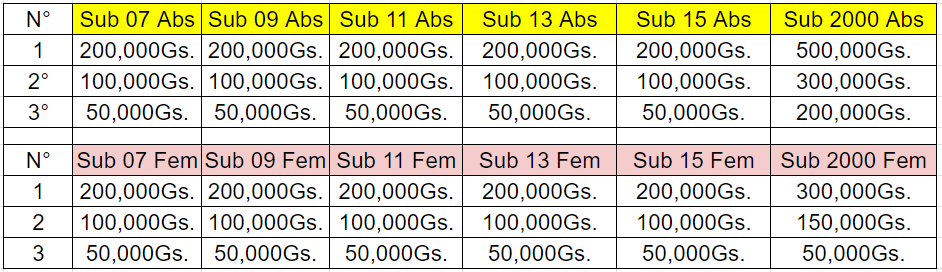 N° Sub 07 Abs Sub 09 Abs Sub 11 Abs Sub 13 Abs Sub 15 Abs Sub 2000 Abs
1 200,000Gs. 200,000Gs. 200,000Gs. 200,000Gs. 200,000Gs. 500,000Gs.
2° 100,000Gs. 100,000Gs. 100,000Gs. 100,000Gs. 100,000Gs. 300,000Gs.
3° 50,000Gs. 50,000Gs. 50,000Gs. 50,000Gs. 50,000Gs. 200,000Gs.
N° Sub 07 Fem Sub 09 Fem Sub 11 Fem Sub 13 Fem Sub 15 Fem Sub 2000 Fem
1 200,000Gs. 200,000Gs. 200,000Gs. 200,000Gs. 200,000Gs. 300,000Gs.
2 100,000Gs. 100,000Gs. 100,000Gs. 100,000Gs. 100,000Gs. 150,000Gs.
3 50,000Gs. 50,000Gs. 50,000Gs. 50,000Gs. 50,000Gs. 50,000Gs.